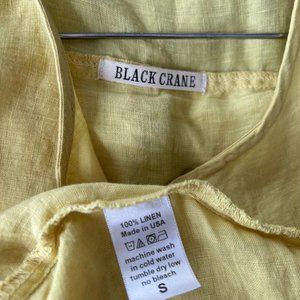 BLACK CRANE
100% LINEN
Made in USA
machine wash
in cold water
tumble dry low
no bleach
S